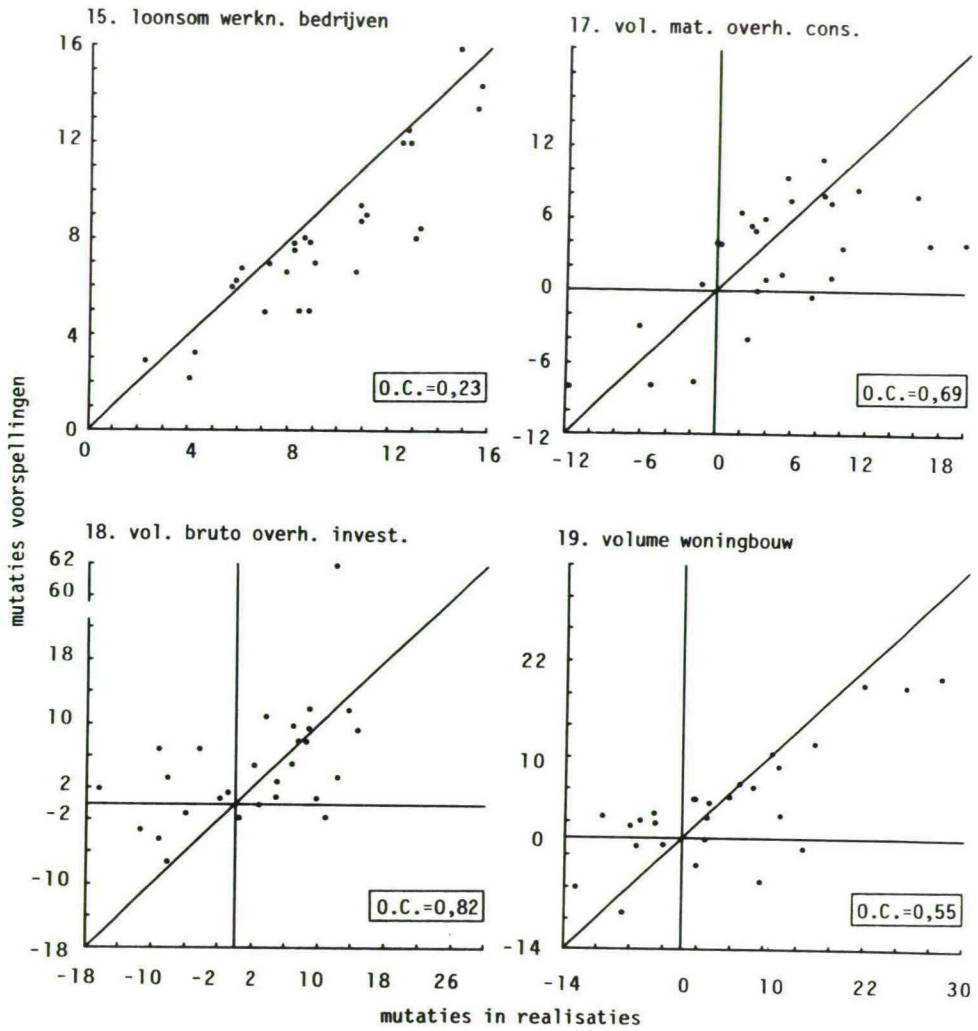 15. loonsom werkn. bedrijven
16
12
8
4
0
0 4 8 12 16
O.C.=0,23
17. vol. mat. overh. cons.
12
6
0
-6
-12
-12 -6 0 6 12 18
O.C.=0,69
mutaties voorspellingen
18. vol. bruto overh. invest.
62
60
18
10
2
-2
-10
-18
-18 -10 -2 2 10 26
O.C.=0,82
19. volume woningbouw
22
10
0
-14
-14 0 10 22 30
O.C.=0,55
mutaties in realisaties